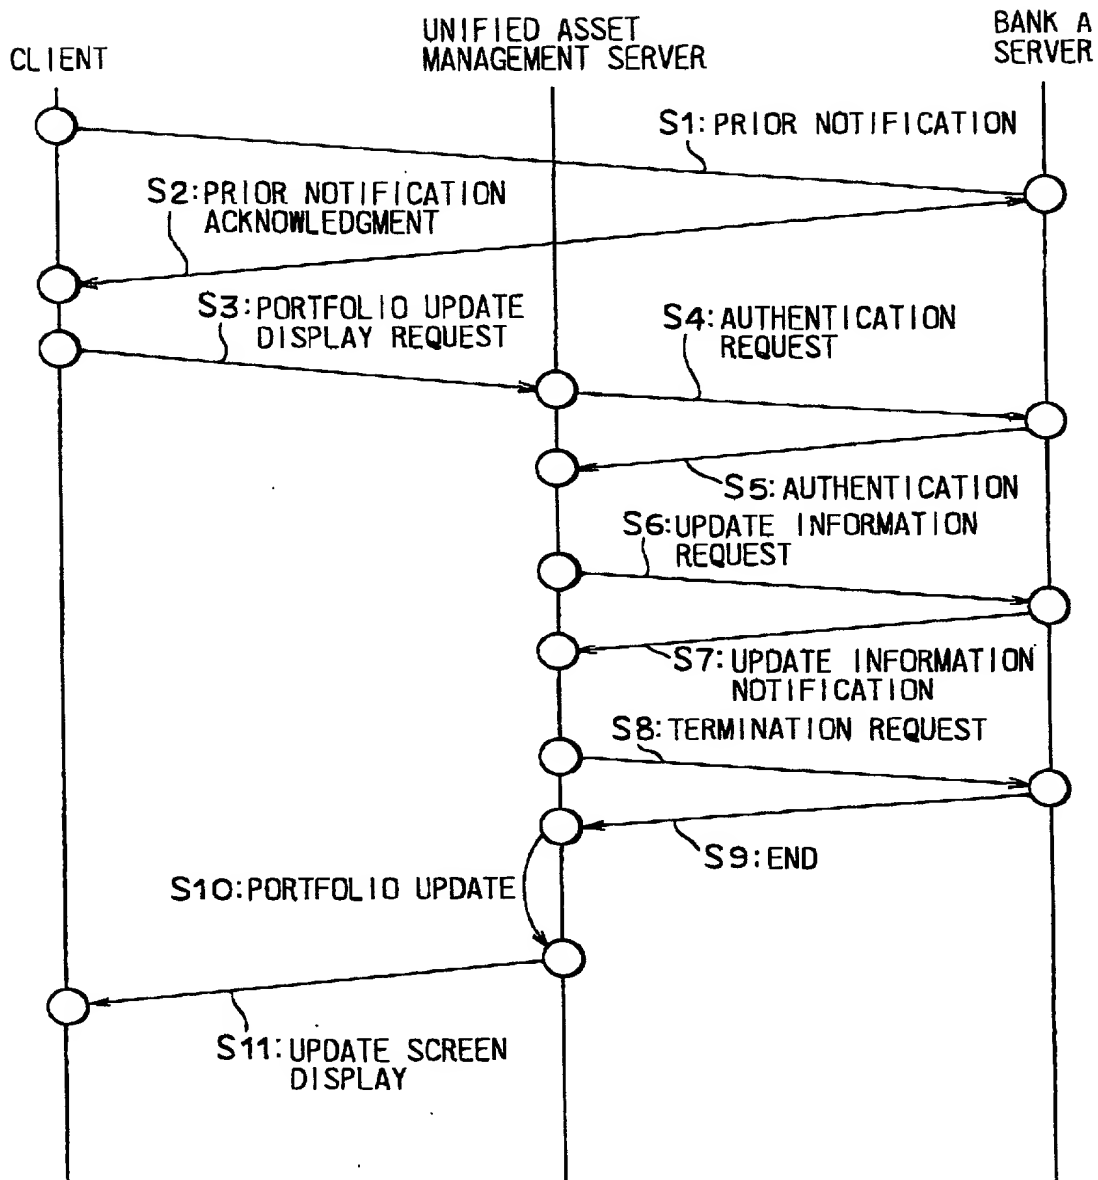 CLIENT
UNIFIED ASSET
MANAGEMENT SERVER
BANK A
SERVER
S1: PRIOR NOTIFICATION
S2: PRIOR NOTIFICATION
ACKNOWLEDGMENT
S3: PORTFOLIO UPDATE
DISPLAY REQUEST
S4: AUTHENTICATION
REQUEST
S5: AUTHENTICATION
S6: UPDATE INFORMATION
REQUEST
S7: UPDATE INFORMATION
NOTIFICATION
S8: TERMINATION REQUEST
S9: END
S10: PORTFOLIO UPDATE
S11: UPDATE SCREEN
DISPLAY